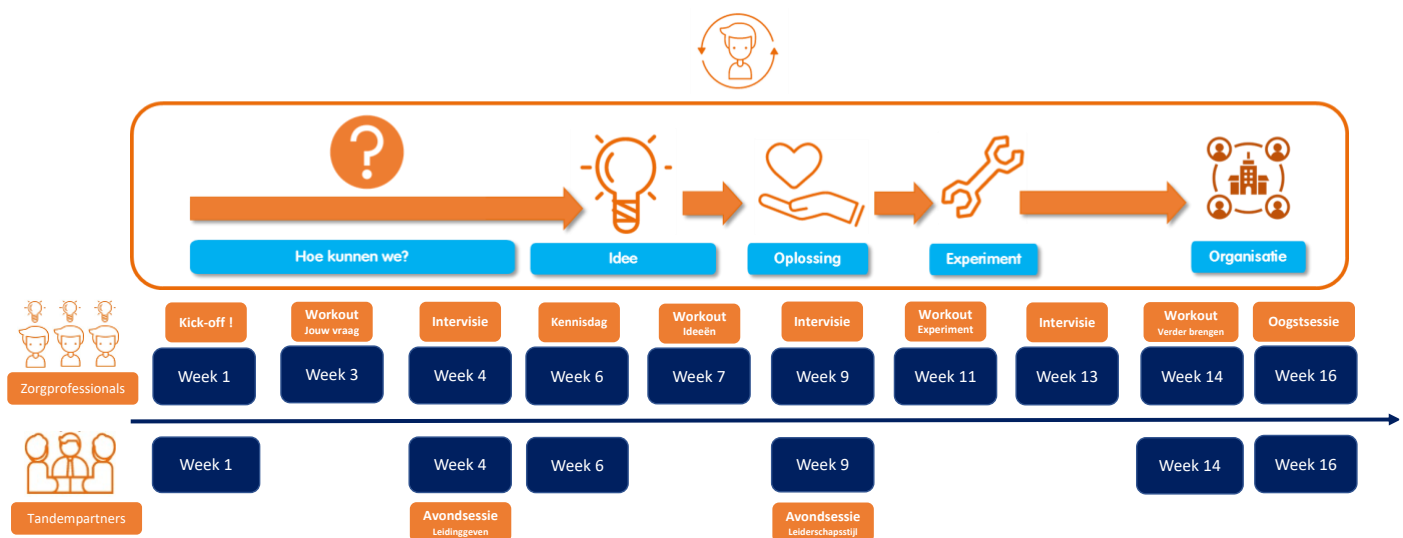 ?
Hoe kunnen we?
Idee
Oplossing
Experiment
Organisatie
Kick-off !
Workout
Jouw vraag
Intervisie
Kennisdag
Workout
Ideeën
Intervisie
Workout
Experiment
Intervisie
Workout
Verder brengen
Oogstsessie
Zorgprofessionals
Week 1
Week 3
Week 4
Week 6
Week 7
Week 9
Week 11
Week 13
Week 14
Week 16
Week 1
Week 4
Week 6
Week 9
Week 14
Week 16
Tandempartners
Avondsessie
Leidinggeven
Avondsessie
Leiderschapsstijl